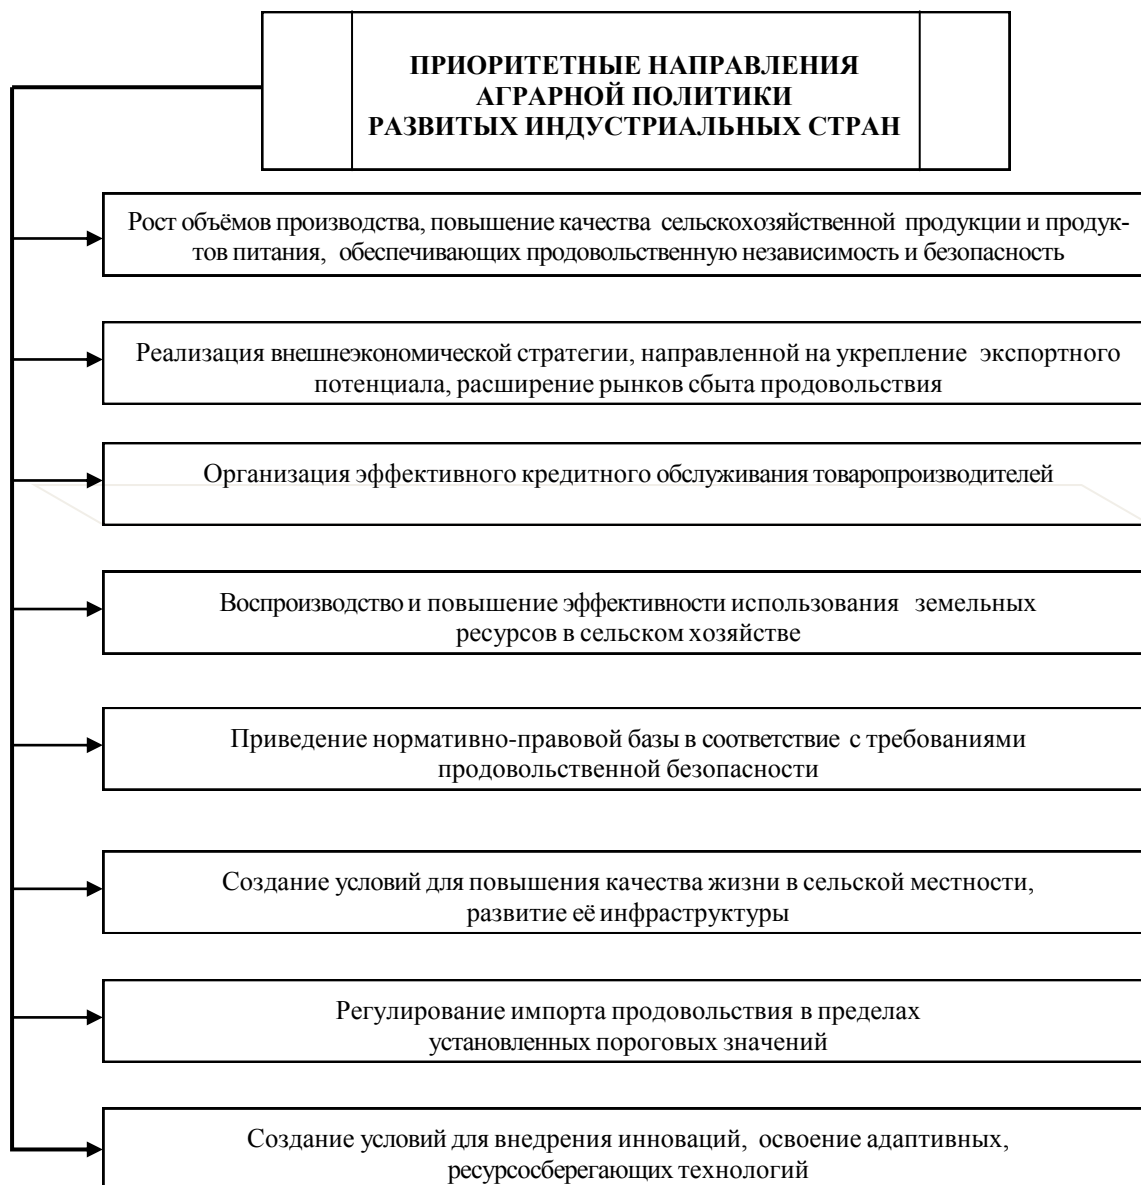 ПРИОРИТЕТНЫЕ НАПРАВЛЕНИЯ
АГРАРНОЙ ПОЛИТИКИ
РАЗВИТЫХ ИНДУСТРИАЛЬНЫХ СТРАН
Рост объёмов производства, повышение качества сельскохозяйственной продукции и продук-
тов питания, обеспечивающих продовольственную независимость и безопасность
Реализация внешнеэкономической стратегии, направленной на укрепление экспортного
потенциала, расширение рынков сбыта продовольствия
Организация эффективного кредитного обслуживания товаропроизводителей
Воспроизводство и повышение эффективности использования земельных
ресурсов в сельском хозяйстве
Приведение нормативно-правовой базы в соответствие с требованиями
продовольственной безопасности
Создание условий для повышения качества жизни в сельской местности,
развитие её инфраструктуры
Регулирование импорта продовольствия в пределах
установленных пороговых значений
Создание условий для внедрения инноваций, освоение адаптивных,
ресурсосберегающих технологий